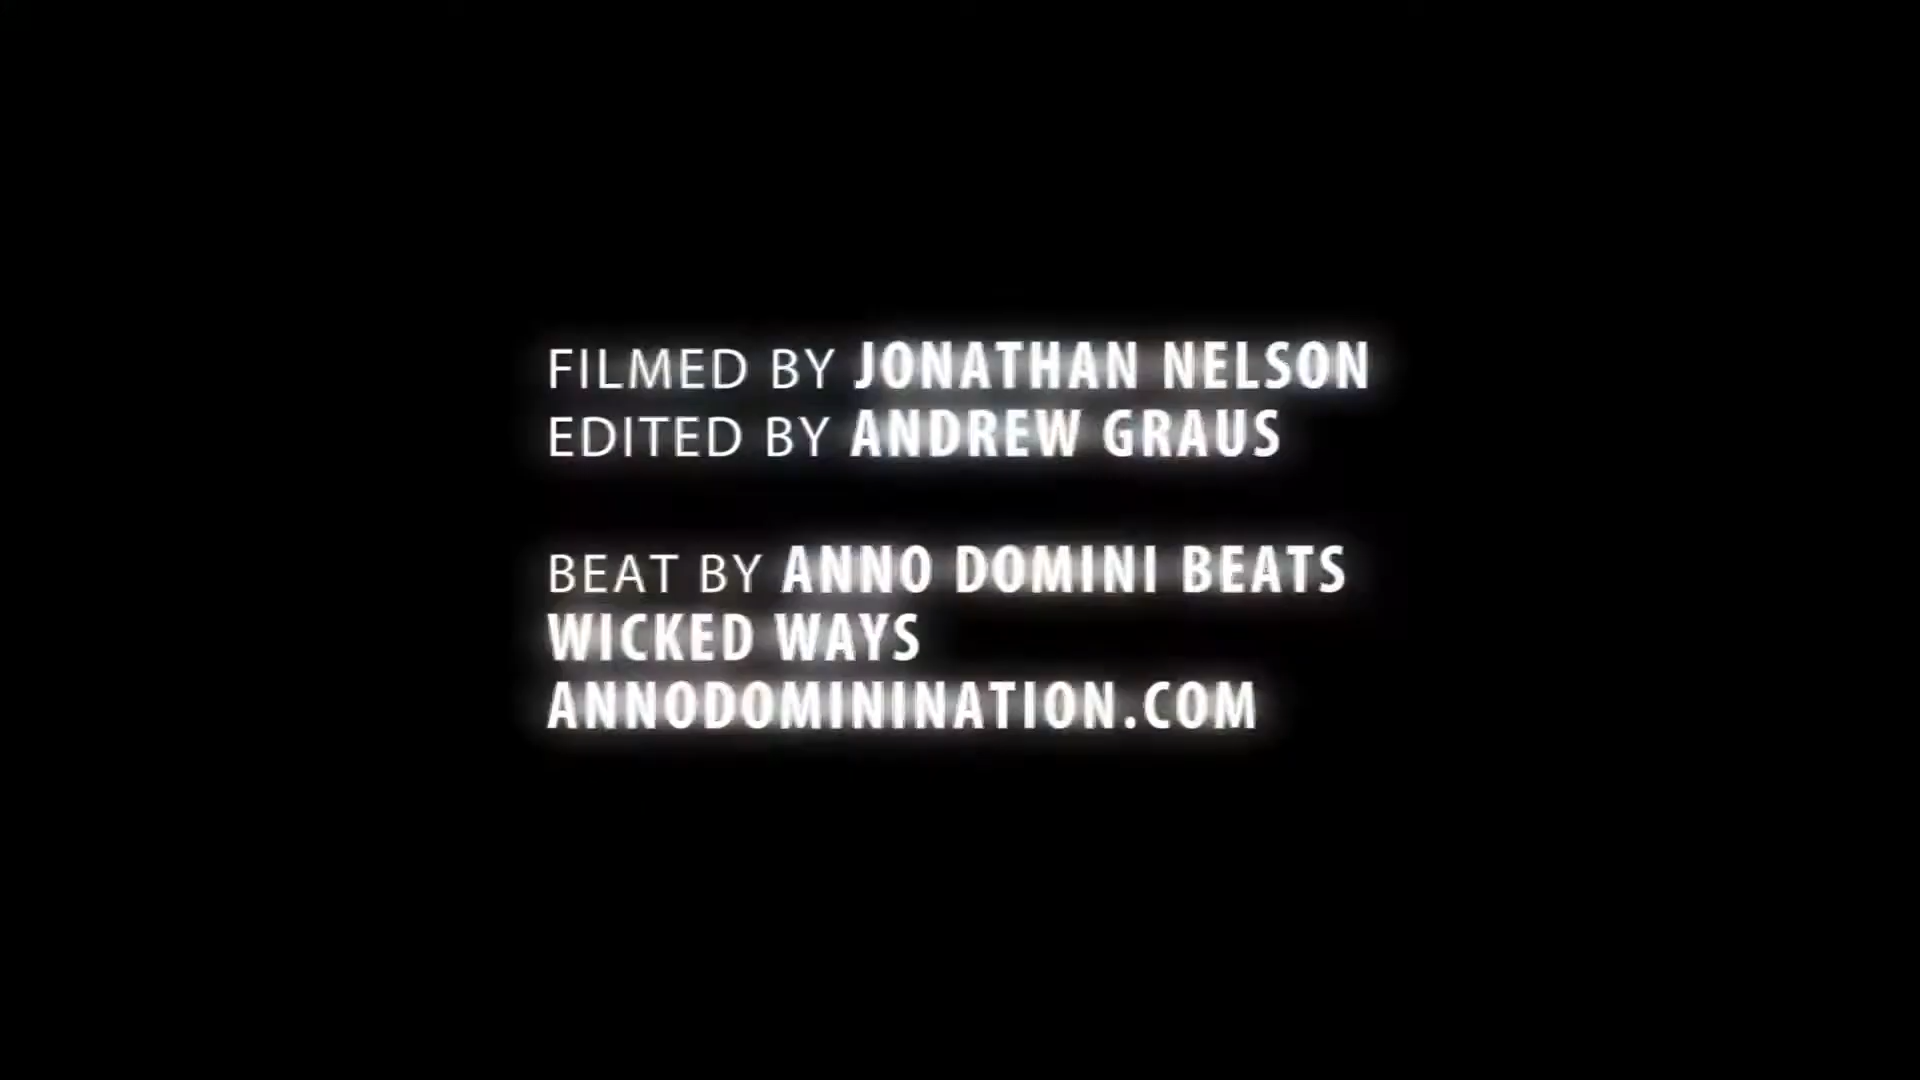 FILMED BY JONATHAN NELSON
EDITED BY ANDREW GRAUS
BEAT BY ANNO DOMINI BEATS
WICKED WAYS
ANNODOMININATION.COM